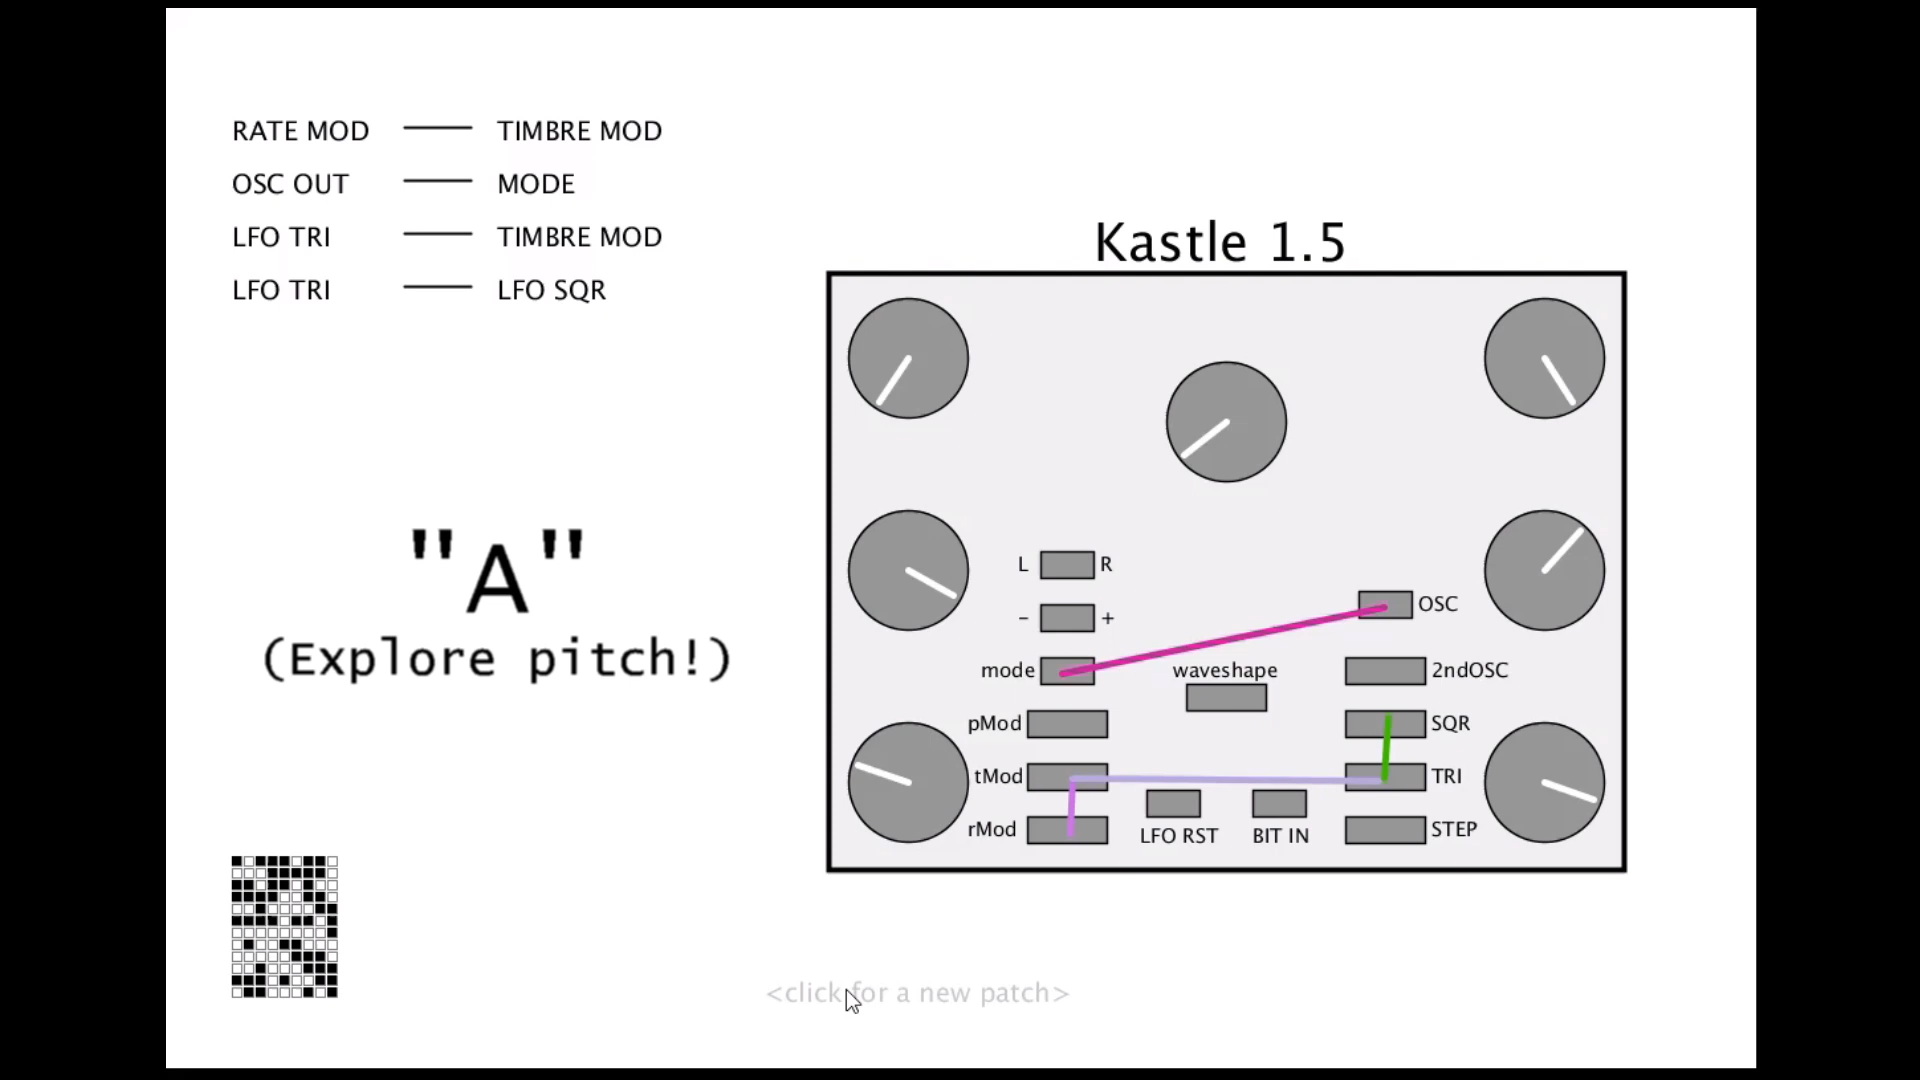 RATE MOD —— TIMBRE MOD
OSC OUT —— MODE
LFO TRI —— TIMBRE MOD
LFO TRI —— LFO SQR
Kastle 1.5
"A"
(Explore pitch!)
L R
- +
OSC
mode
waveshape
2ndOSC
pMod
SQR
tMod
TRI
rMod
LFO RST
BIT IN
STEP
<click for a new patch>